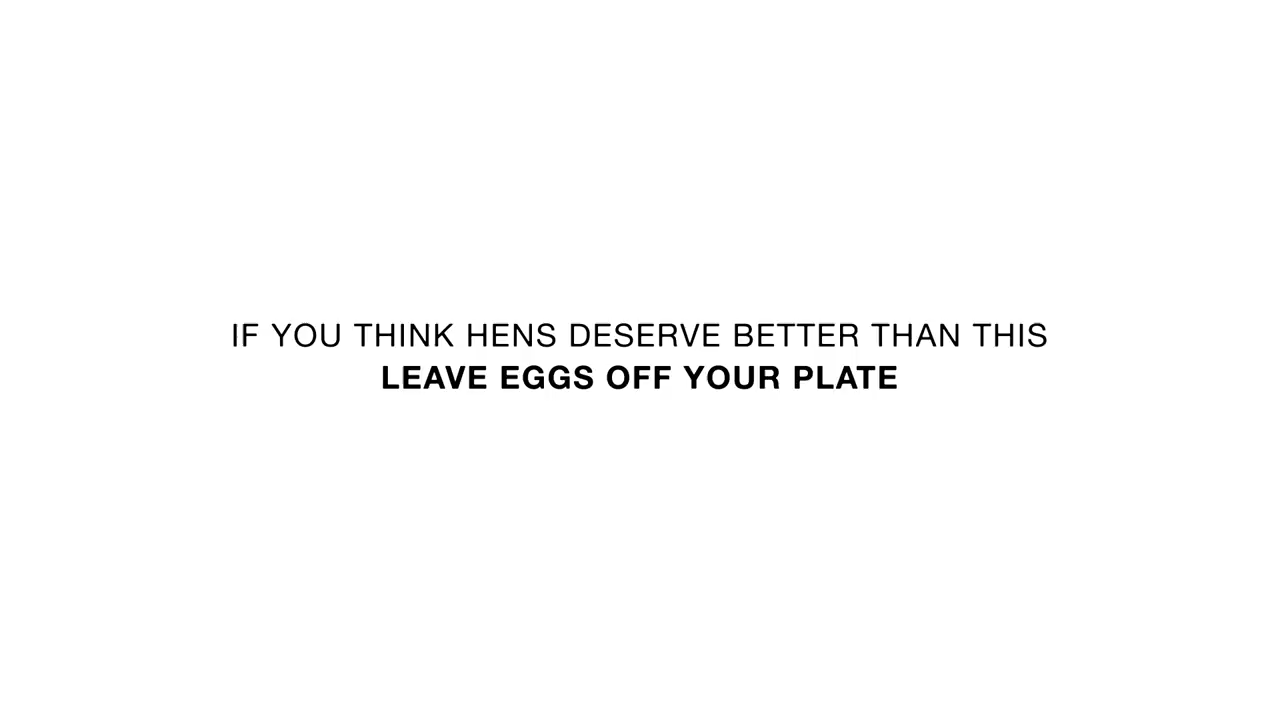 IF YOU THINK HENS DESERVE BETTER THAN THIS
LEAVE EGGS OFF YOUR PLATE